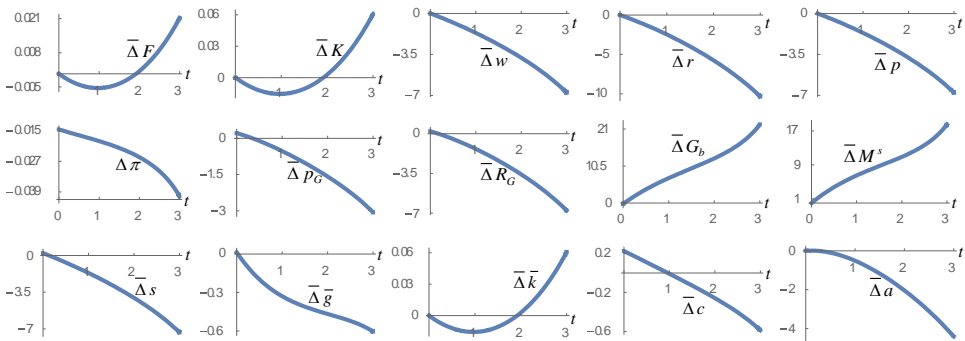 0.021 0.008 −0.005 Δ̅F 1 2 3 t
0.06 0.03 0 Δ̅K 1 2 3 t
0 −3.5 −7 Δ̅w 1 2 3 t
0 −5 −10 Δ̅r 1 2 3 t
0 −3.5 −7 Δ̅p 1 2 3 t
−0.015 −0.027 −0.039 Δπ 0 1 2 3 t
0 −1.5 −3 Δ̅p_G 1 2 3 t
0 −3.5 −7 Δ̅R_G 1 2 3 t
21 10.5 0 Δ̅G_b 0 1 2 3 t
17 9 1 Δ̅M^s 0 1 2 3 t
0 −3.5 −7 Δ̅s 1 2 3 t
0 −0.3 −0.6 Δ̅g̅ 1 2 3 t
0.06 0.03 0 Δ̅k̅ 1 2 3 t
0.2 −0.2 −0.6 Δ̅c 1 2 3 t
0 −2 −4 Δ̅a 1 2 3 t